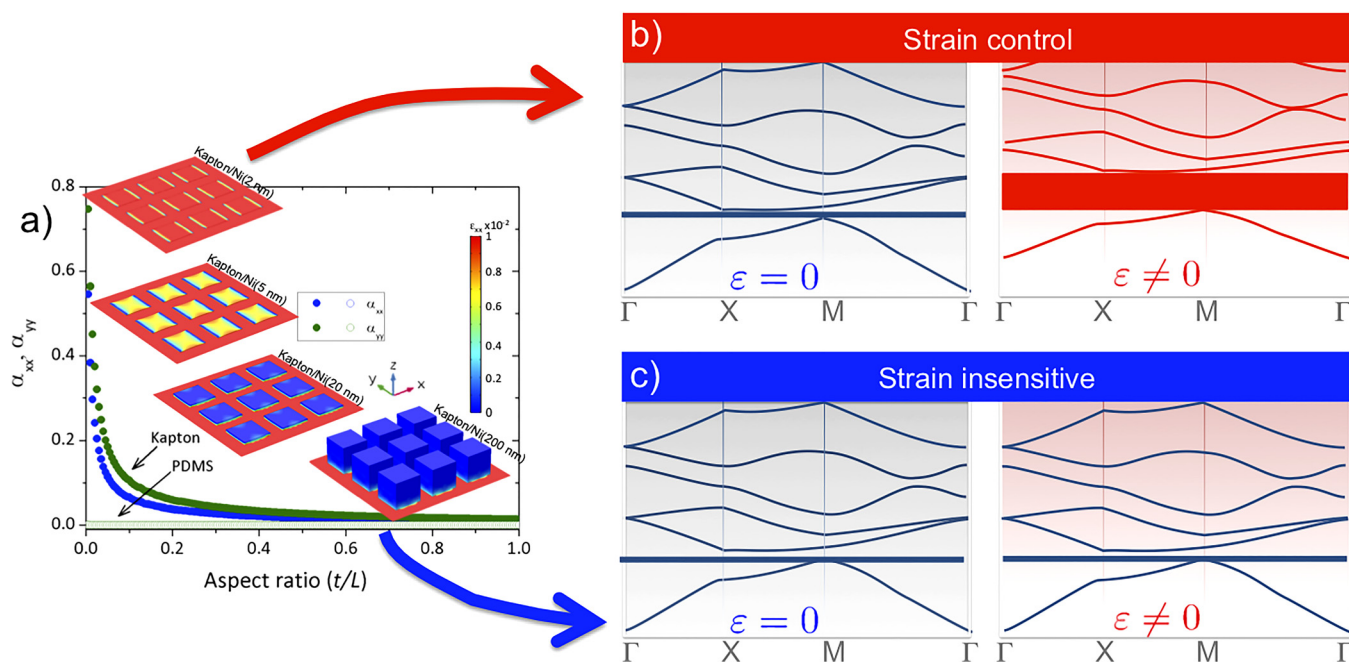 a)
0.8
0.6
0.4
0.2
0.0
α_xx, α_yy
0.0 0.2 0.4 0.6 0.8 1.0
Aspect ratio (t/L)
Kapton
PDMS
Kapton/Ni(2 nm)
Kapton/Ni(5 nm)
Kapton/Ni(20 nm)
Kapton/Ni(200 nm)
α_xx
α_yy
ε_xx x10⁻²
1
0.8
0.6
0.4
0.2
0
z
y
x
b) Strain control
ε = 0
ε ≠ 0
Γ X M Γ
Γ X M Γ
c) Strain insensitive
ε = 0
ε ≠ 0
Γ X M Γ
Γ X M Γ